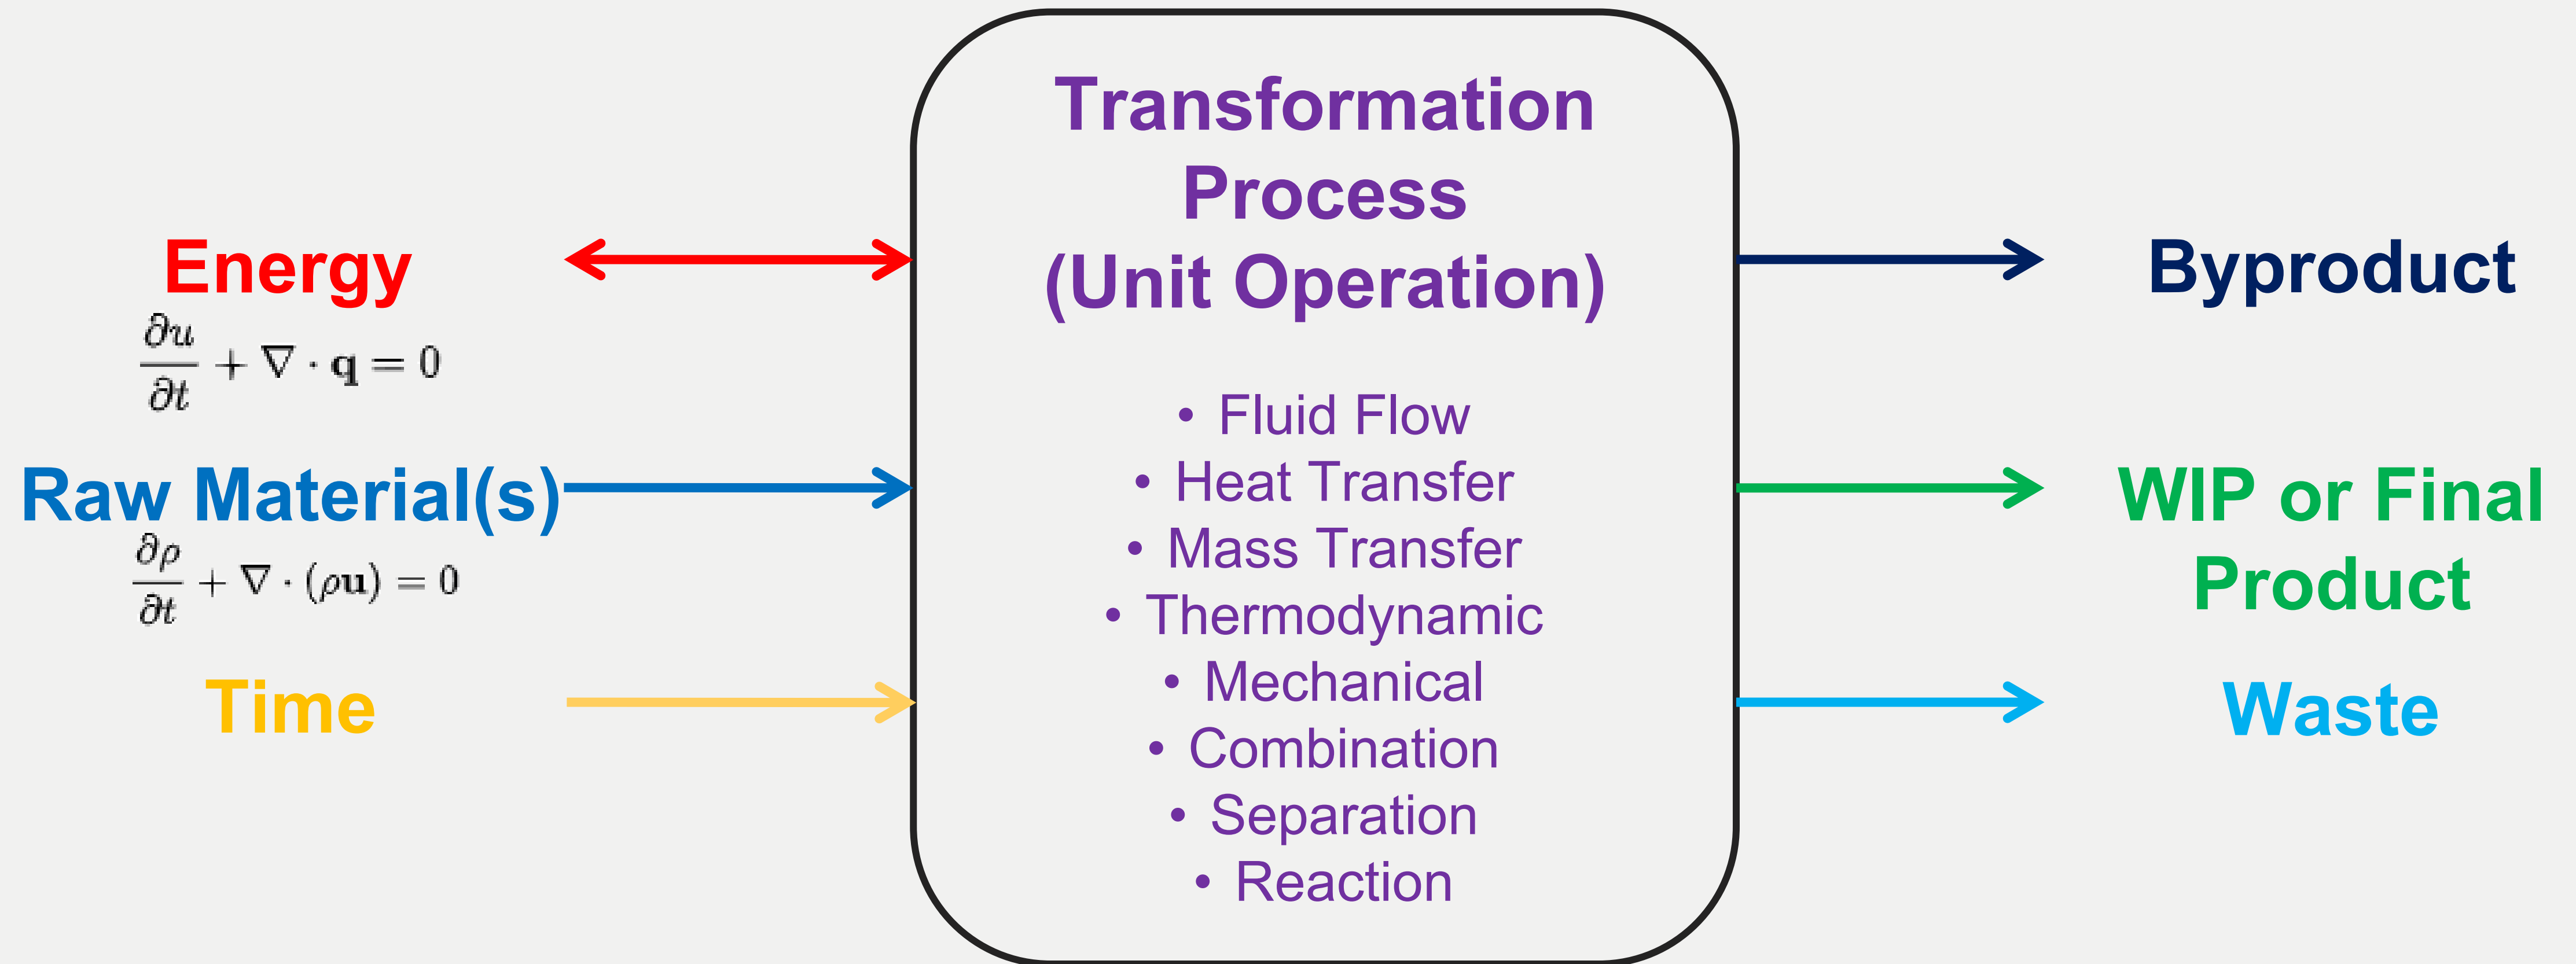 Energy
∂u/∂t + ∇ · q = 0
Raw Material(s)
∂ρ/∂t + ∇ · (ρu) = 0
Time
Transformation
Process
(Unit Operation)
• Fluid Flow
• Heat Transfer
• Mass Transfer
• Thermodynamic
• Mechanical
• Combination
• Separation
• Reaction
Byproduct
WIP or Final
Product
Waste